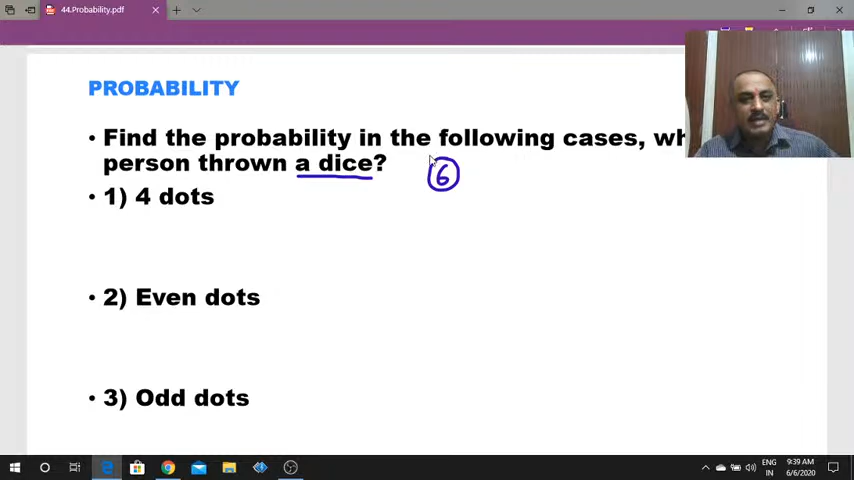 44.Probability.pdf
PROBABILITY
• Find the probability in the following cases,
person thrown a dice?
6
• 1) 4 dots
• 2) Even dots
• 3) Odd dots
ENG
9:39 AM
IN
6/6/2020